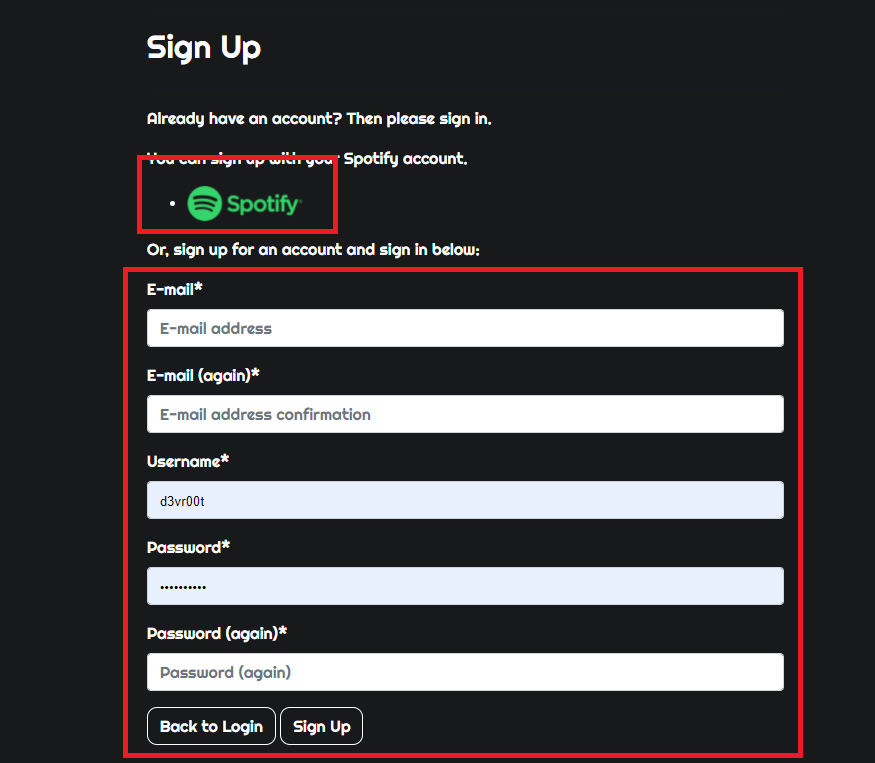 Sign Up
Already have an account? Then please sign in.
You can sign up with your Spotify account.
Spotify
Or, sign up for an account and sign in below:
E-mail*
E-mail address
E-mail (again)*
E-mail address confirmation
Username*
d3vr00t
Password*
••••••••••
Password (again)*
Password (again)
Back to Login Sign Up